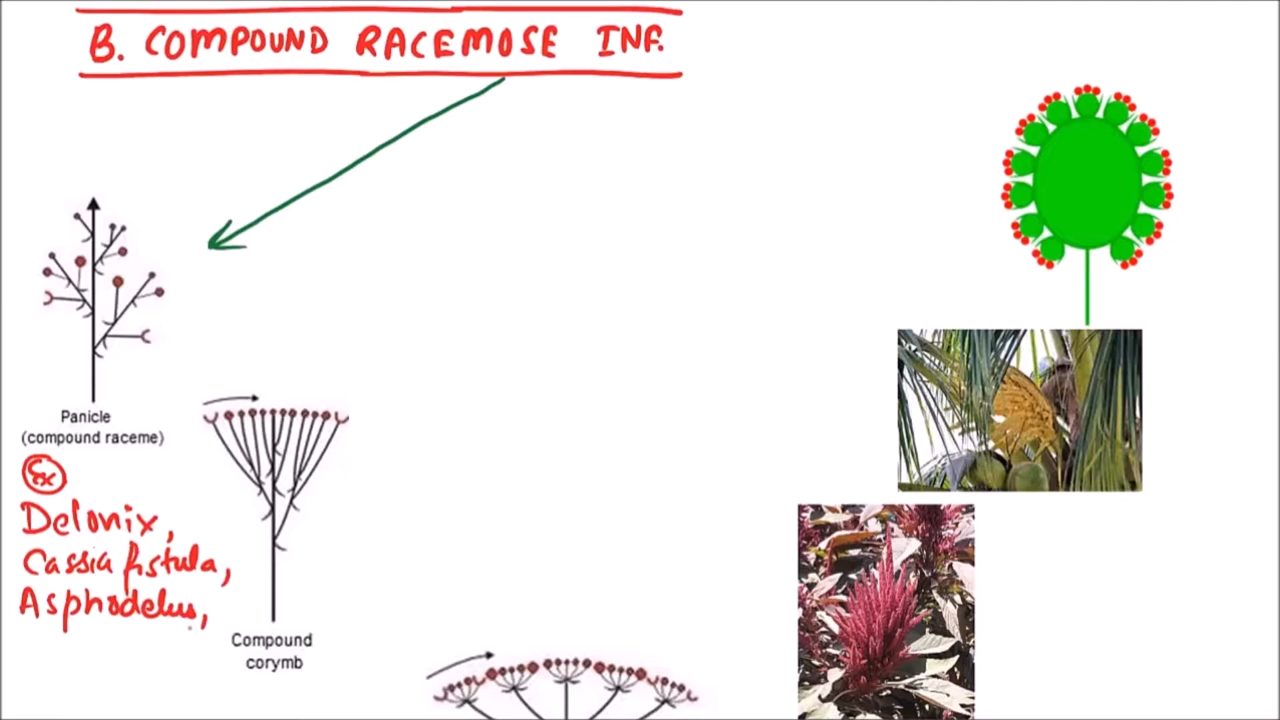 B. COMPOUND RACEMOSE INF.
Panicle
(compound raceme)
Ex
Delonix,
Cassia fistula,
Asphodelus,
Compound
corymb